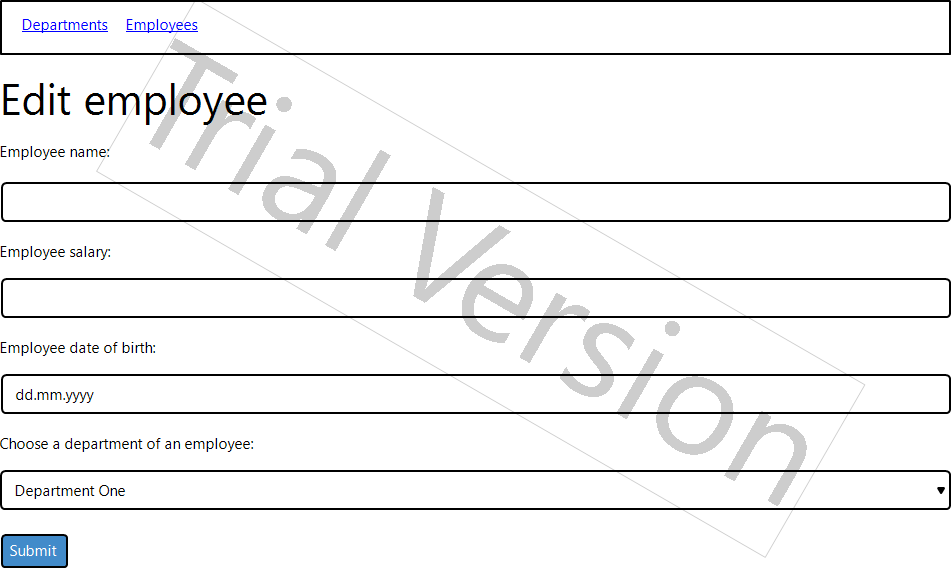 Departments Employees
Edit employee
Employee name:
Employee salary:
Employee date of birth:
dd.mm.yyyy
Choose a department of an employee:
Department One
Submit
Trial Version